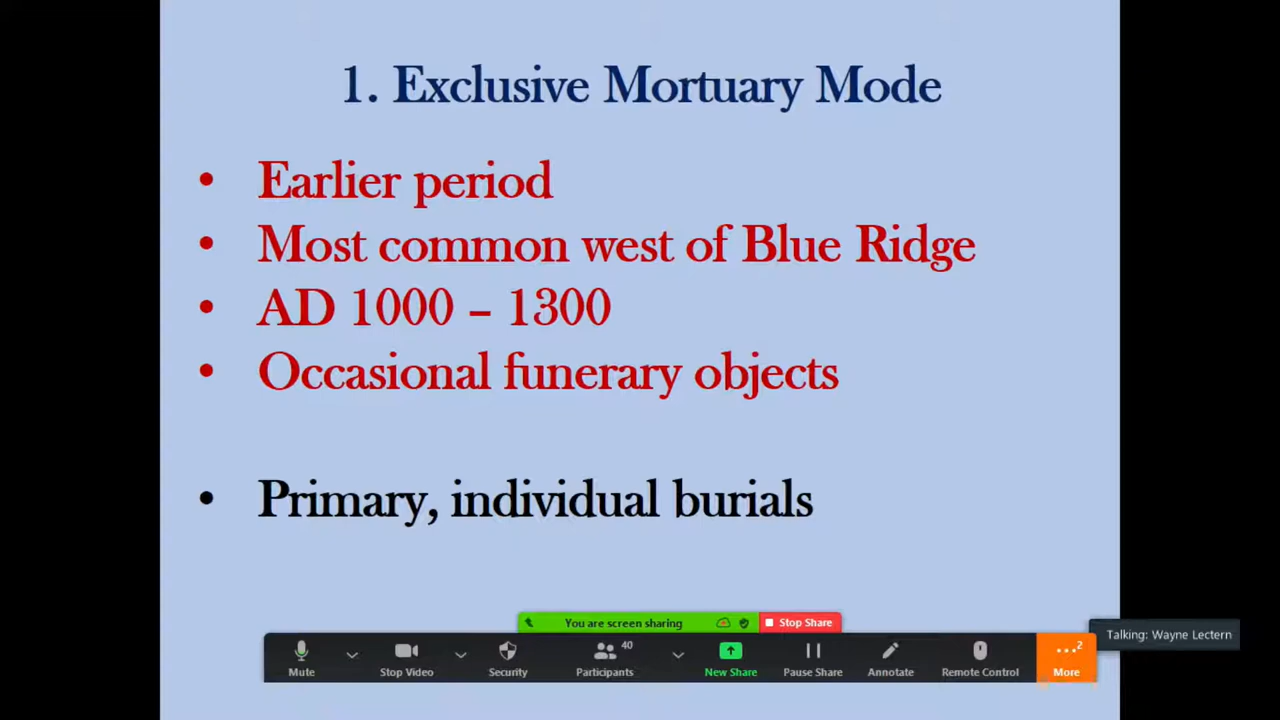 1. Exclusive Mortuary Mode
• Earlier period
• Most common west of Blue Ridge
• AD 1000 – 1300
• Occasional funerary objects
• Primary, individual burials
You are screen sharing
Stop Share
Talking: Wayne Lectern
40
2
Mute
Stop Video
Security
Participants
New Share
Pause Share
Annotate
Remote Control
More